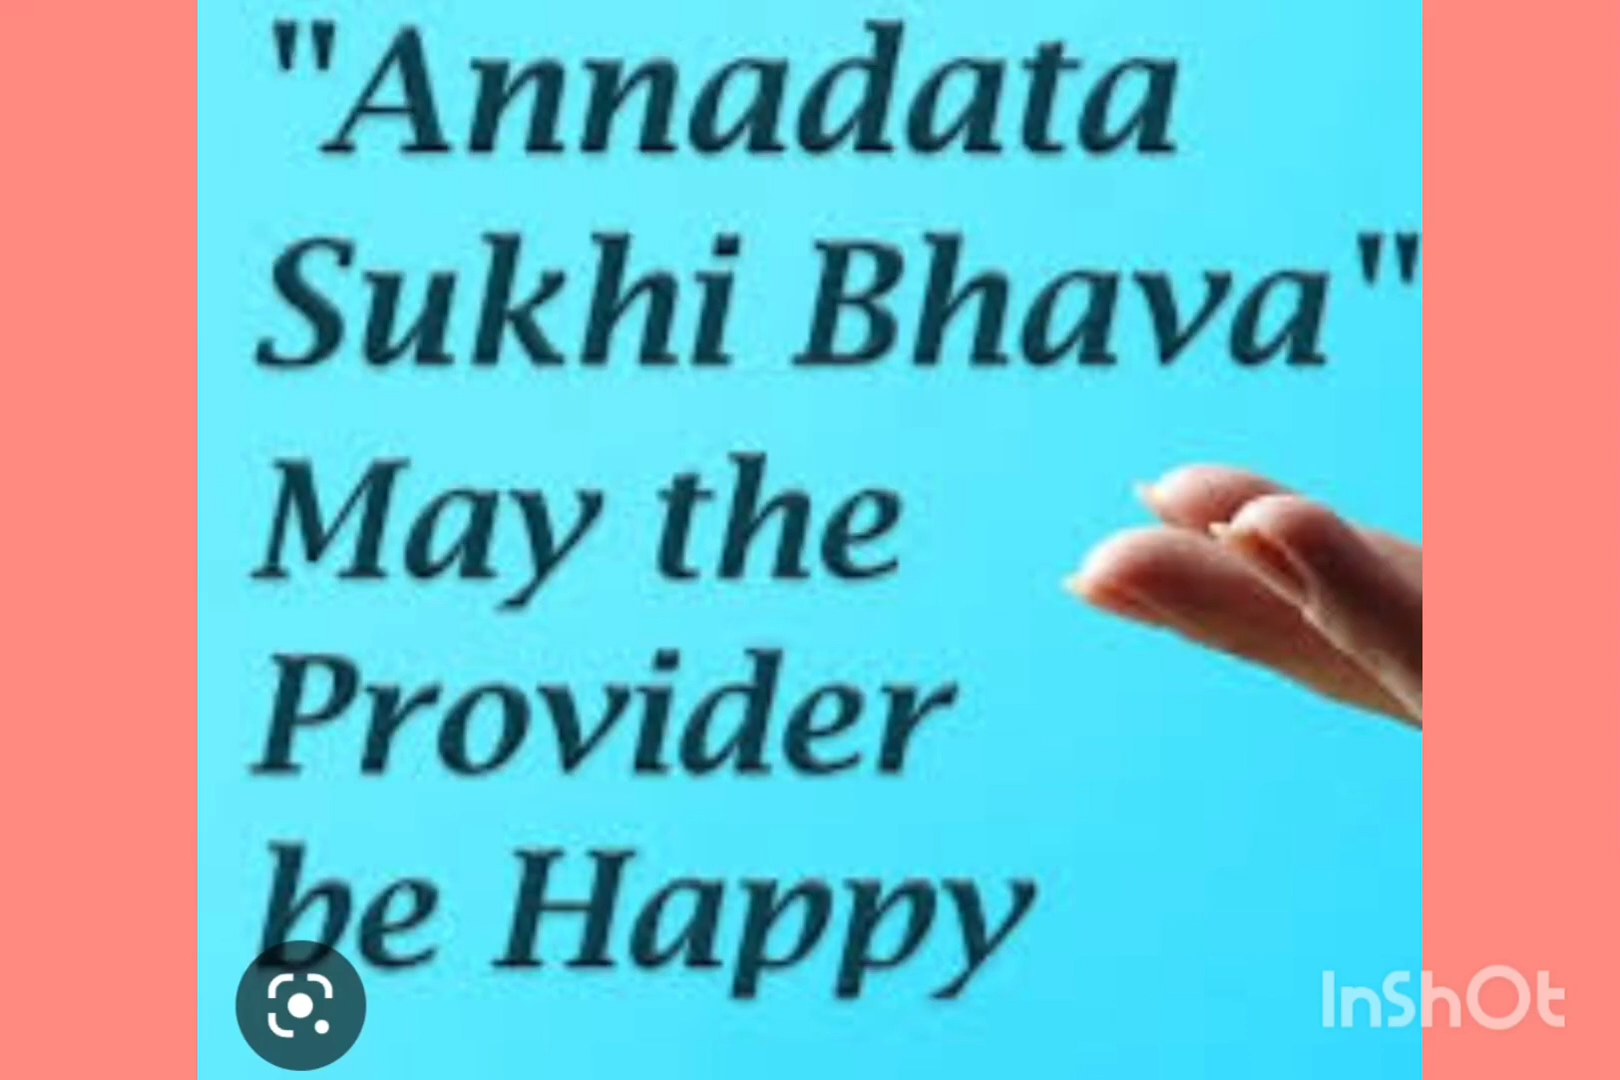 "Annadata
Sukhi Bhava"
May the
Provider
be Happy
InShOt